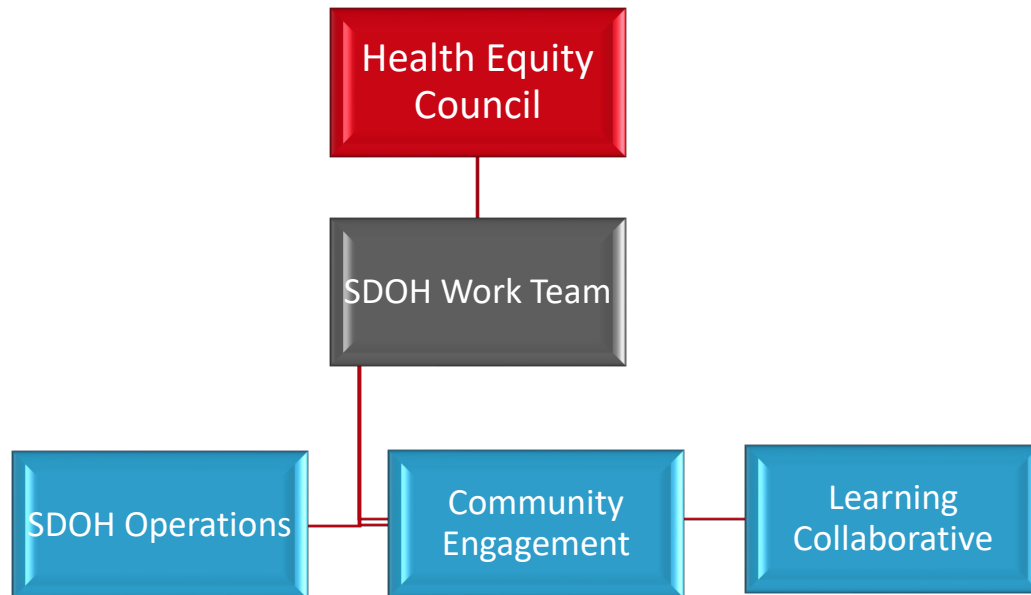 Health Equity
Council
SDOH Work Team
SDOH Operations
Community
Engagement
Learning
Collaborative